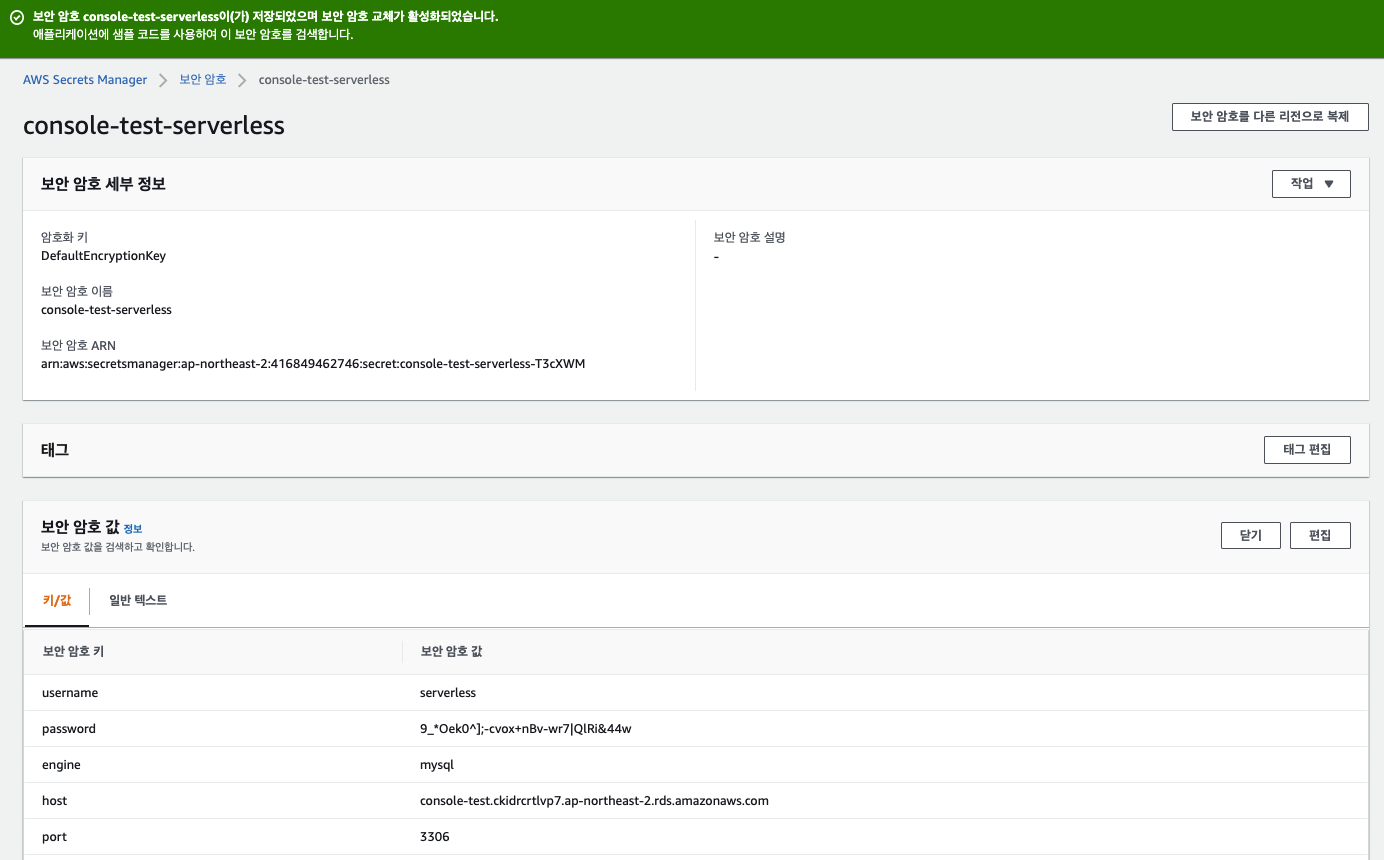 보안 암호 console-test-serverless이(가) 저장되었으며 보안 암호 교체가 활성화되었습니다.
애플리케이션에 샘플 코드를 사용하여 이 보안 암호를 검색합니다.
AWS Secrets Manager > 보안 암호 > console-test-serverless
console-test-serverless
보안 암호를 다른 리전으로 복제
보안 암호 세부 정보
작업 ▼
암호화 키
DefaultEncryptionKey
보안 암호 이름
console-test-serverless
보안 암호 ARN
arn:aws:secretsmanager:ap-northeast-2:416849462746:secret:console-test-serverless-T3cXWM
보안 암호 설명
-
태그
태그 편집
보안 암호 값 정보
보안 암호 값을 검색하고 확인합니다.
닫기
편집
키/값
일반 텍스트
보안 암호 키 보안 암호 값
username serverless
password 9_*Oek0^];-cvox+nBv-wr7|QlRi&44w
engine mysql
host console-test.ckidrcrtlvp7.ap-northeast-2.rds.amazonaws.com
port 3306